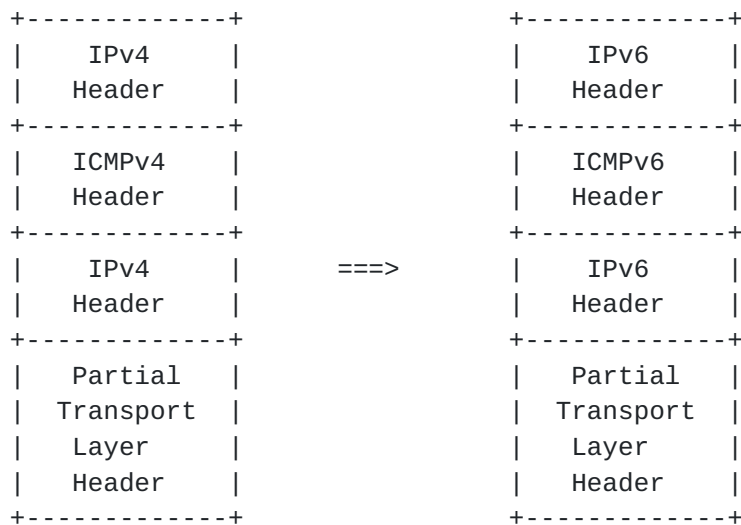 +-------------+ +-------------+
| IPv4 | | IPv6 |
| Header | | Header |
+-------------+ +-------------+
| ICMPv4 | | ICMPv6 |
| Header | | Header |
+-------------+ +-------------+
| IPv4 | ===> | IPv6 |
| Header | | Header |
+-------------+ +-------------+
| Partial | | Partial |
| Transport | | Transport |
| Layer | | Layer |
| Header | | Header |
+-------------+ +-------------+